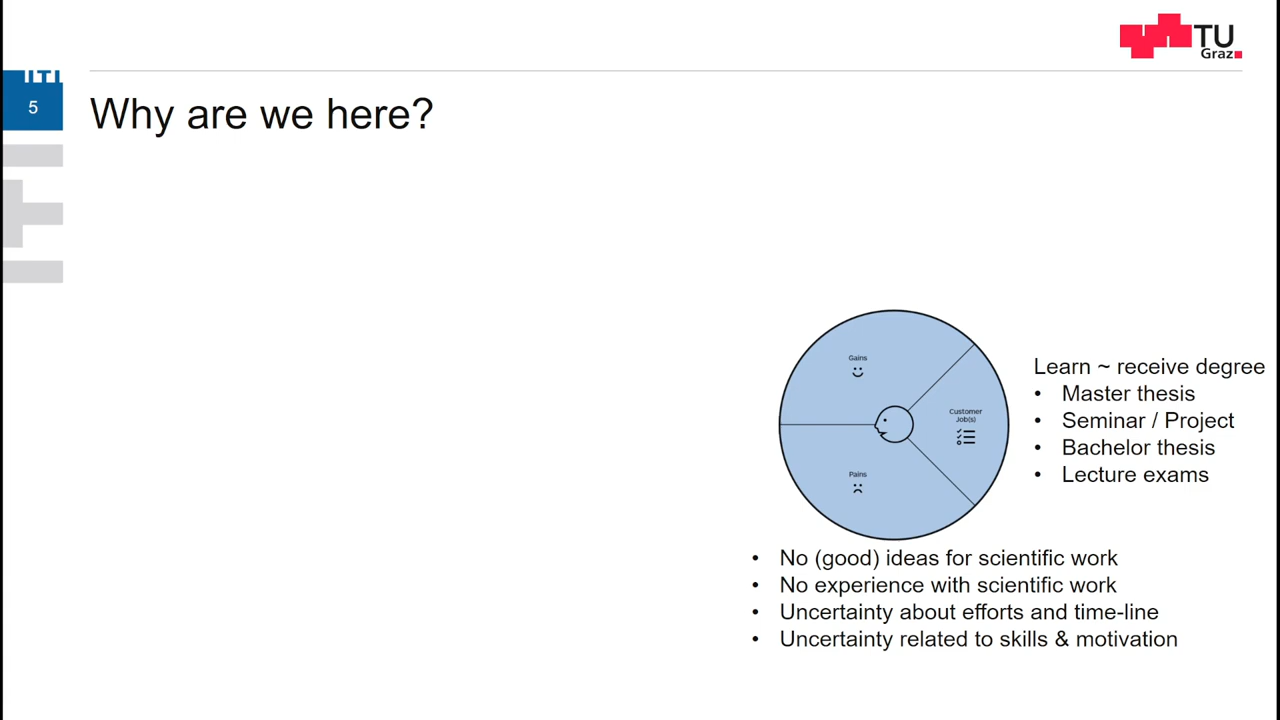 TU
Graz
5
Why are we here?
Gains
Customer
Job(s)
Pains
Learn ~ receive degree
• Master thesis
• Seminar / Project
• Bachelor thesis
• Lecture exams
• No (good) ideas for scientific work
• No experience with scientific work
• Uncertainty about efforts and time-line
• Uncertainty related to skills & motivation